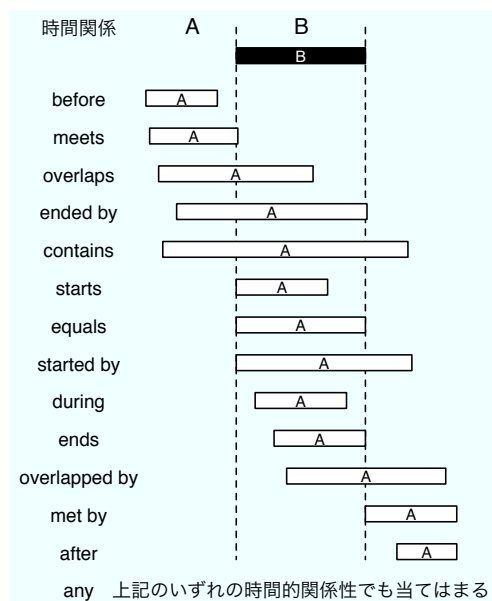 時間関係 A B
B
before A
meets A
overlaps A
ended by A
contains A
starts A
equals A
started by A
during A
ends A
overlapped by A
met by A
after A
any 上記のいずれの時間的関係性でも当てはまる